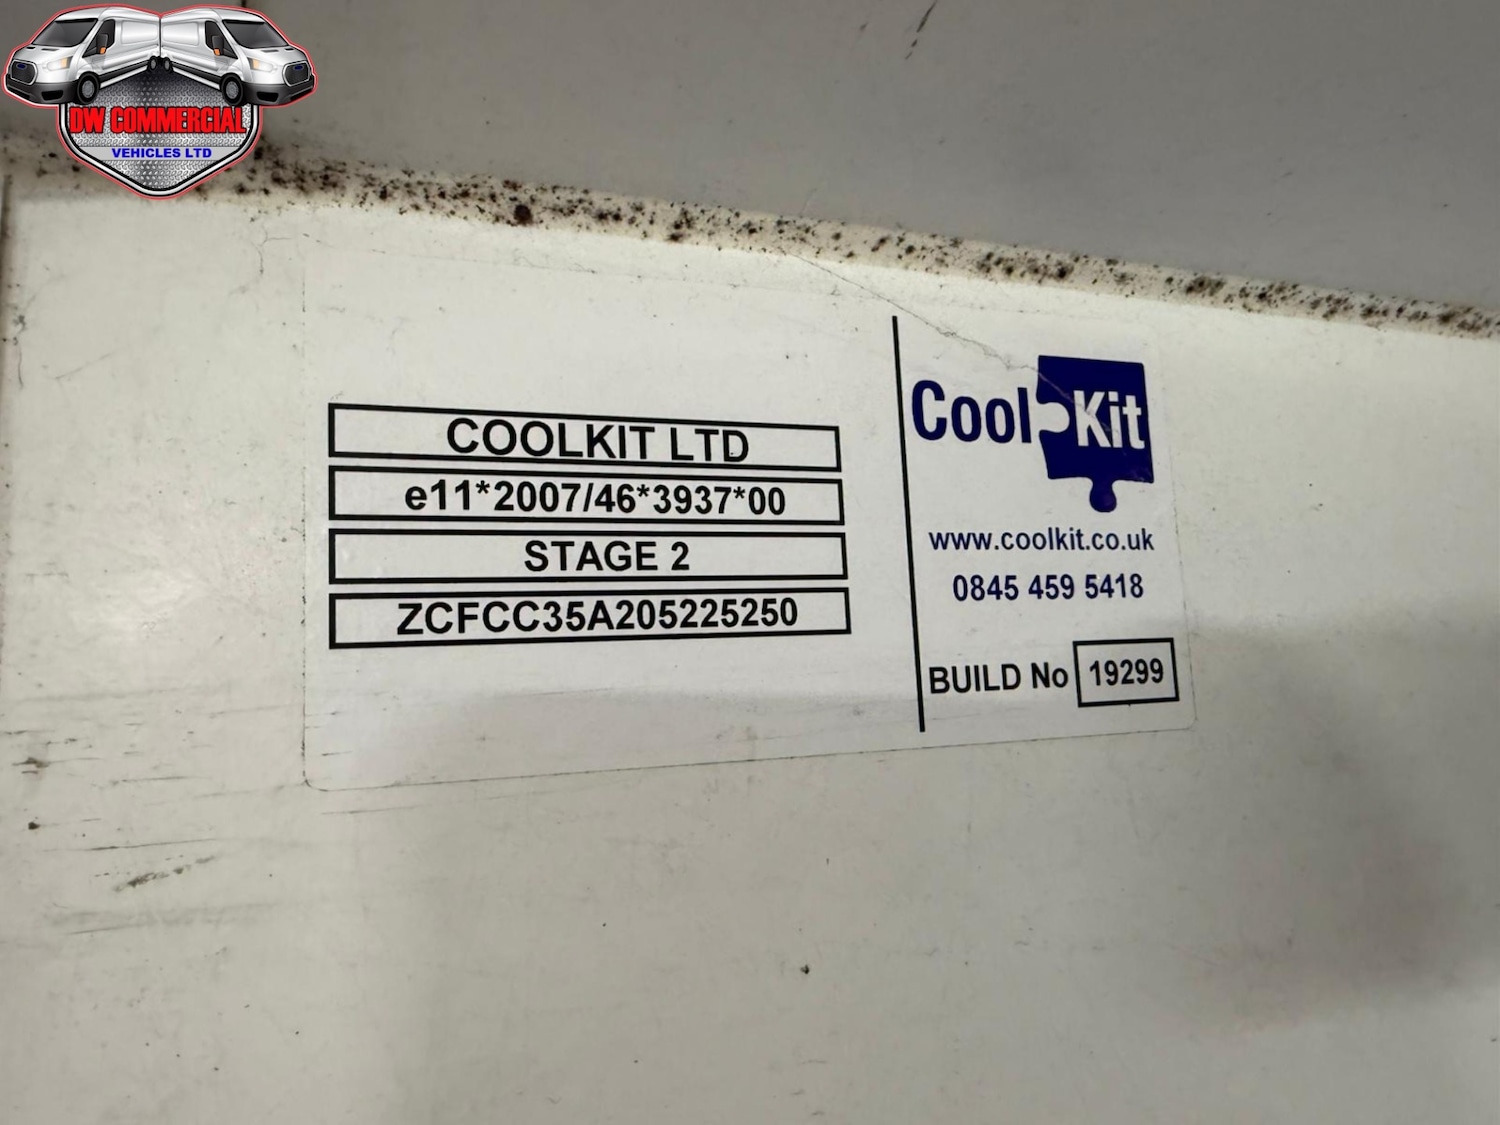 DW COMMERCIAL
VEHICLES LTD
COOLKIT LTD
e11*2007/46*3937*00
STAGE 2
ZCFCC35A205225250
Cool Kit
www.coolkit.co.uk
0845 459 5418
BUILD No 19299